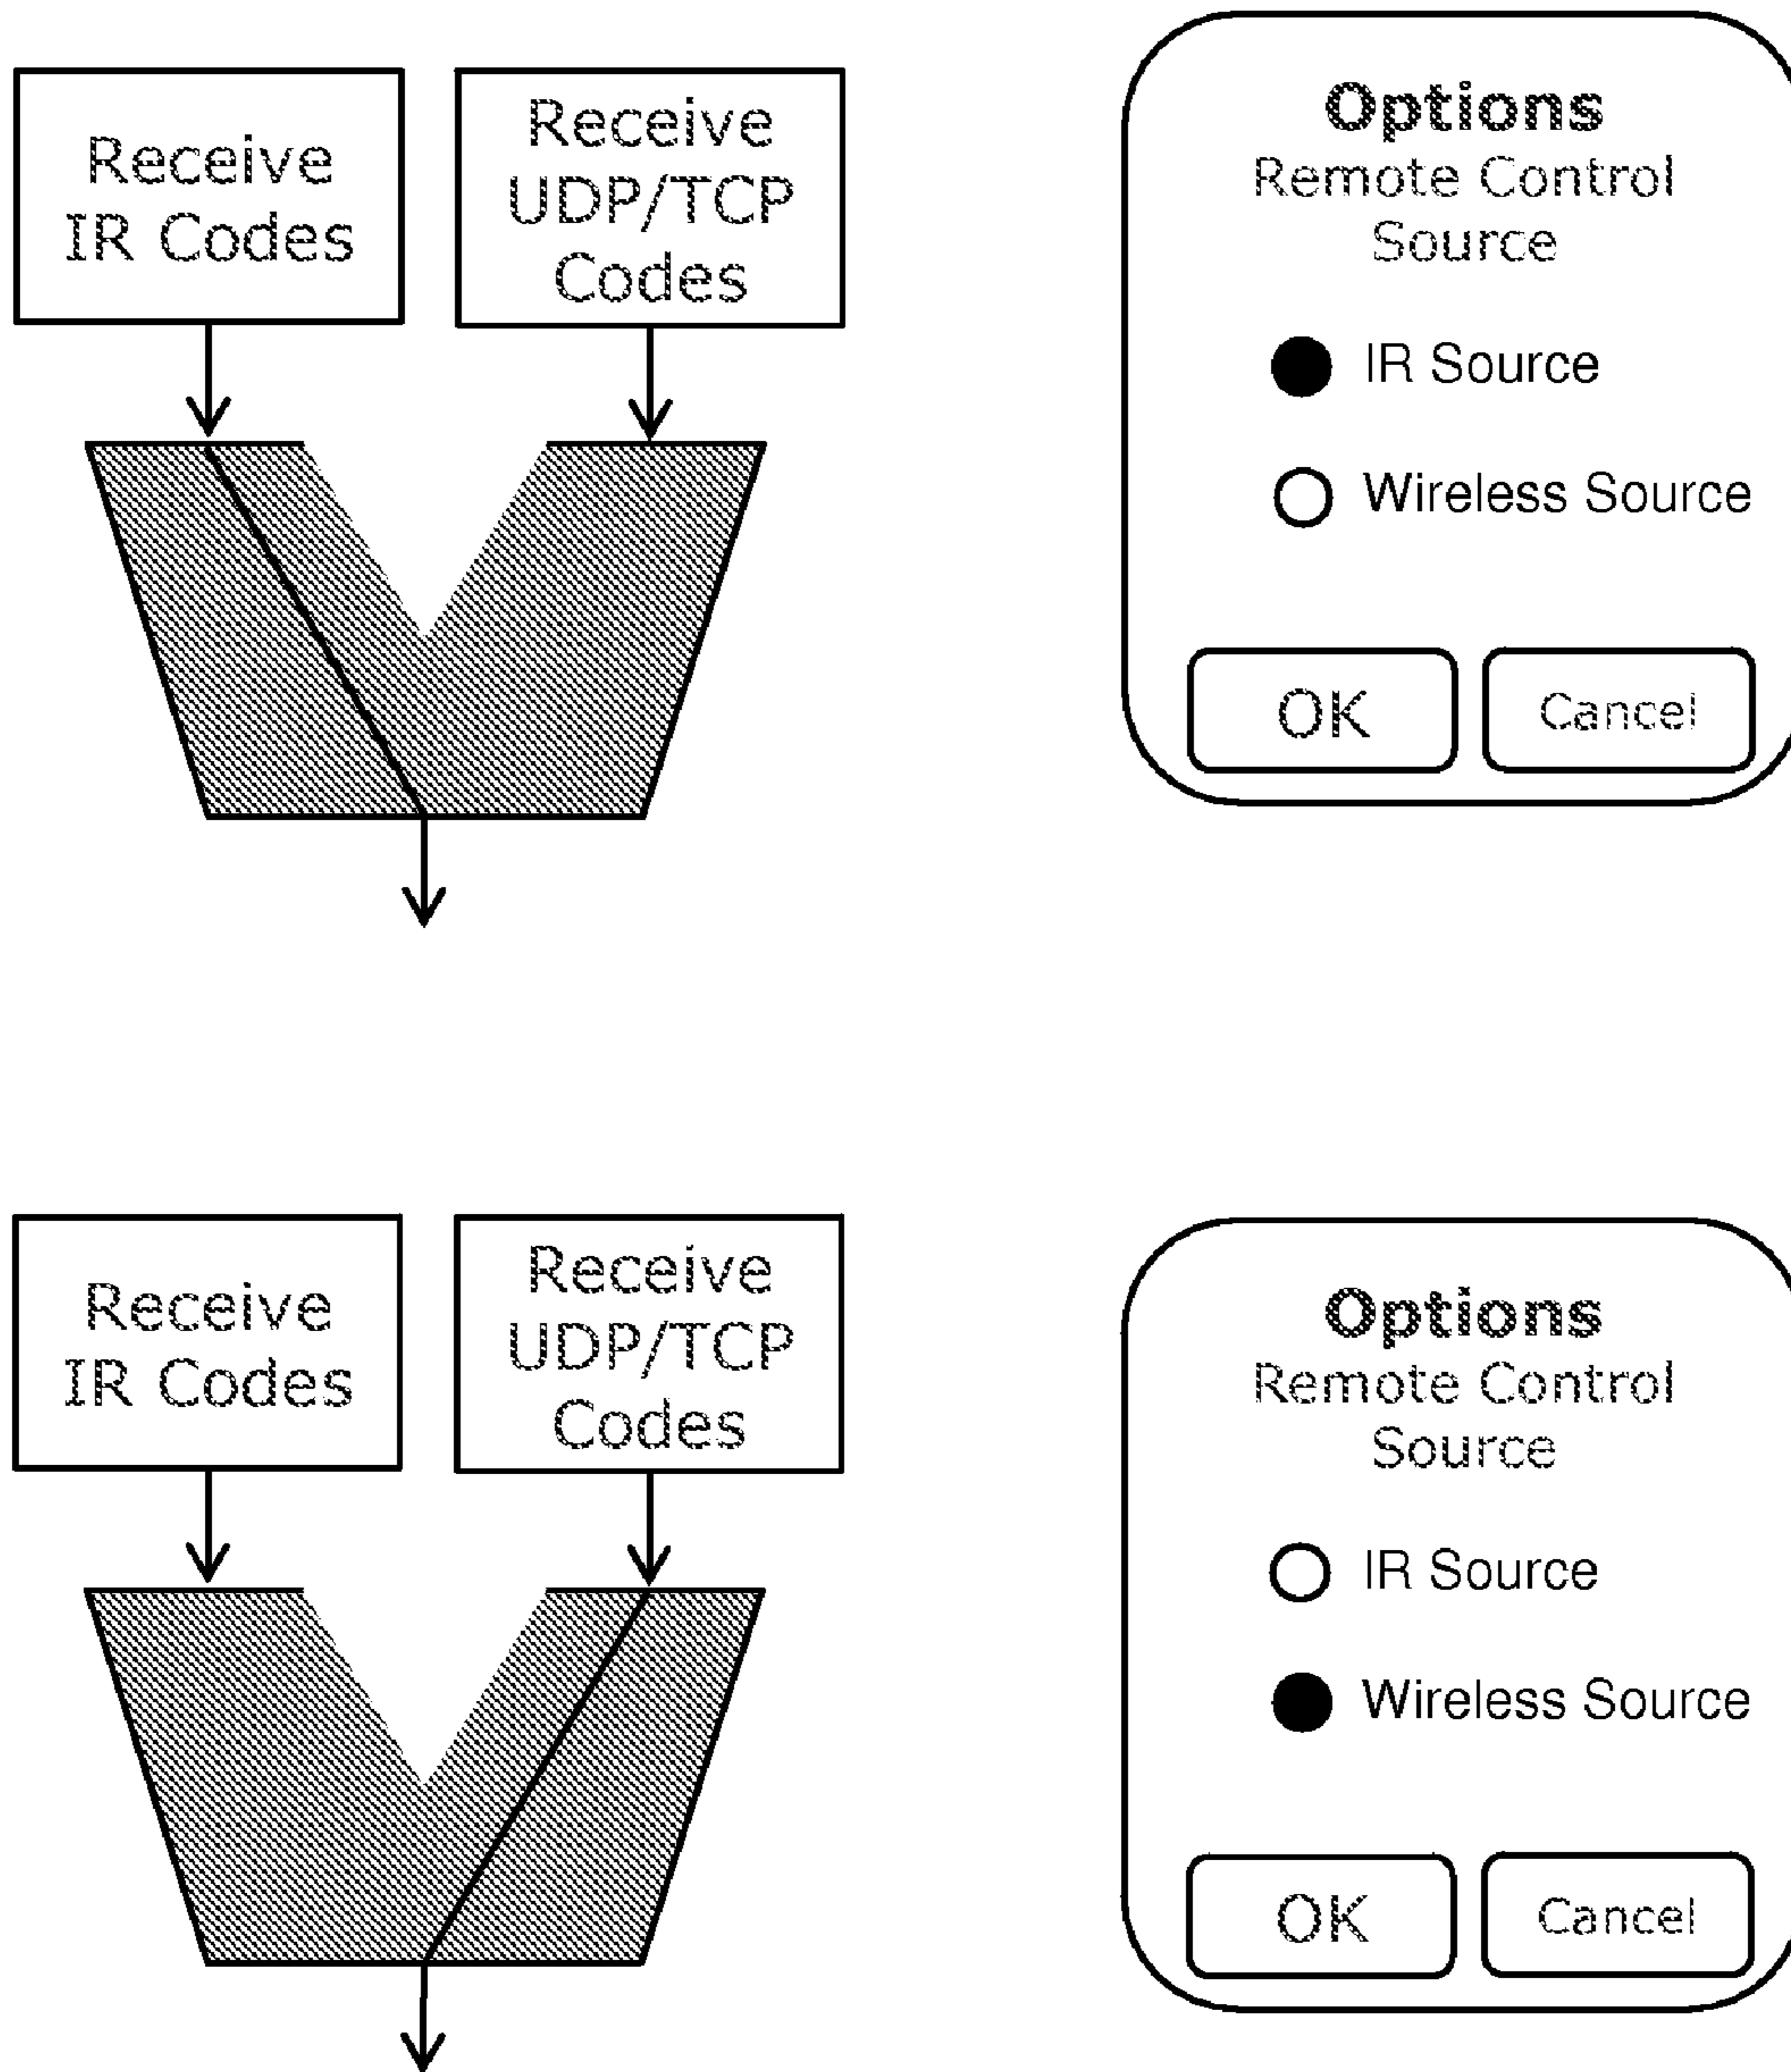 Receive
IR Codes
Receive
UDP/TCP
Codes
Options
Remote Control
Source
IR Source
Wireless Source
OK
Cancel
Receive
IR Codes
Receive
UDP/TCP
Codes
Options
Remote Control
Source
IR Source
Wireless Source
OK
Cancel